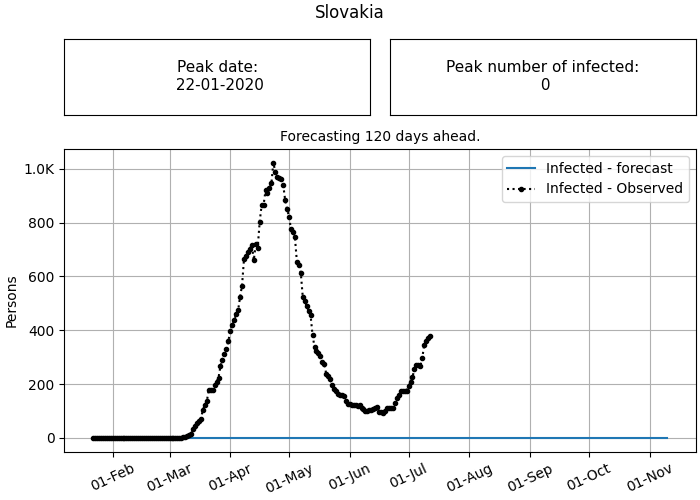 Slovakia
Peak date:
22-01-2020
Peak number of infected:
0
Forecasting 120 days ahead.
Infected - forecast
Infected - Observed
1.0K
800
600
400
200
0
Persons
01-Feb
01-Mar
01-Apr
01-May
01-Jun
01-Jul
01-Aug
01-Sep
01-Oct
01-Nov